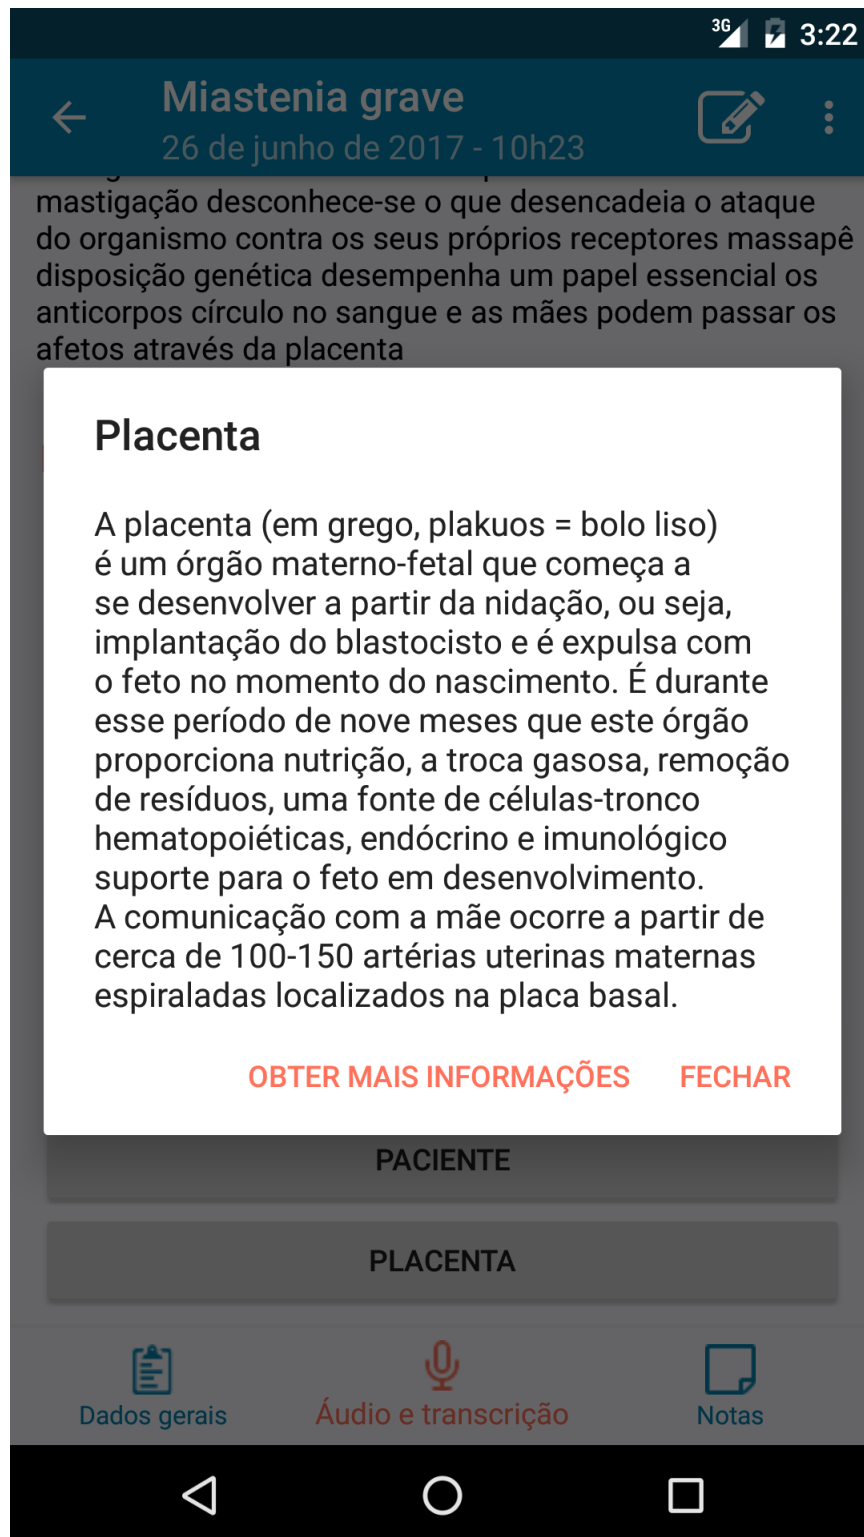 3G 3:22
Miastenia grave
26 de junho de 2017 - 10h23
mastigação desconhece-se o que desencadeia o ataque
do organismo contra os seus próprios receptores massapê
disposição genética desempenha um papel essencial os
anticorpos círculo no sangue e as mães podem passar os
afetos através da placenta
Placenta
A placenta (em grego, plakuos = bolo liso)
é um órgão materno-fetal que começa a
se desenvolver a partir da nidação, ou seja,
implantação do blastocisto e é expulsa com
o feto no momento do nascimento. É durante
esse período de nove meses que este órgão
proporciona nutrição, a troca gasosa, remoção
de resíduos, uma fonte de células-tronco
hematopoiéticas, endócrino e imunológico
suporte para o feto em desenvolvimento.
A comunicação com a mãe ocorre a partir de
cerca de 100-150 artérias uterinas maternas
espiraladas localizados na placa basal.
OBTER MAIS INFORMAÇÕES FECHAR
PACIENTE
PLACENTA
Dados gerais Áudio e transcrição Notas